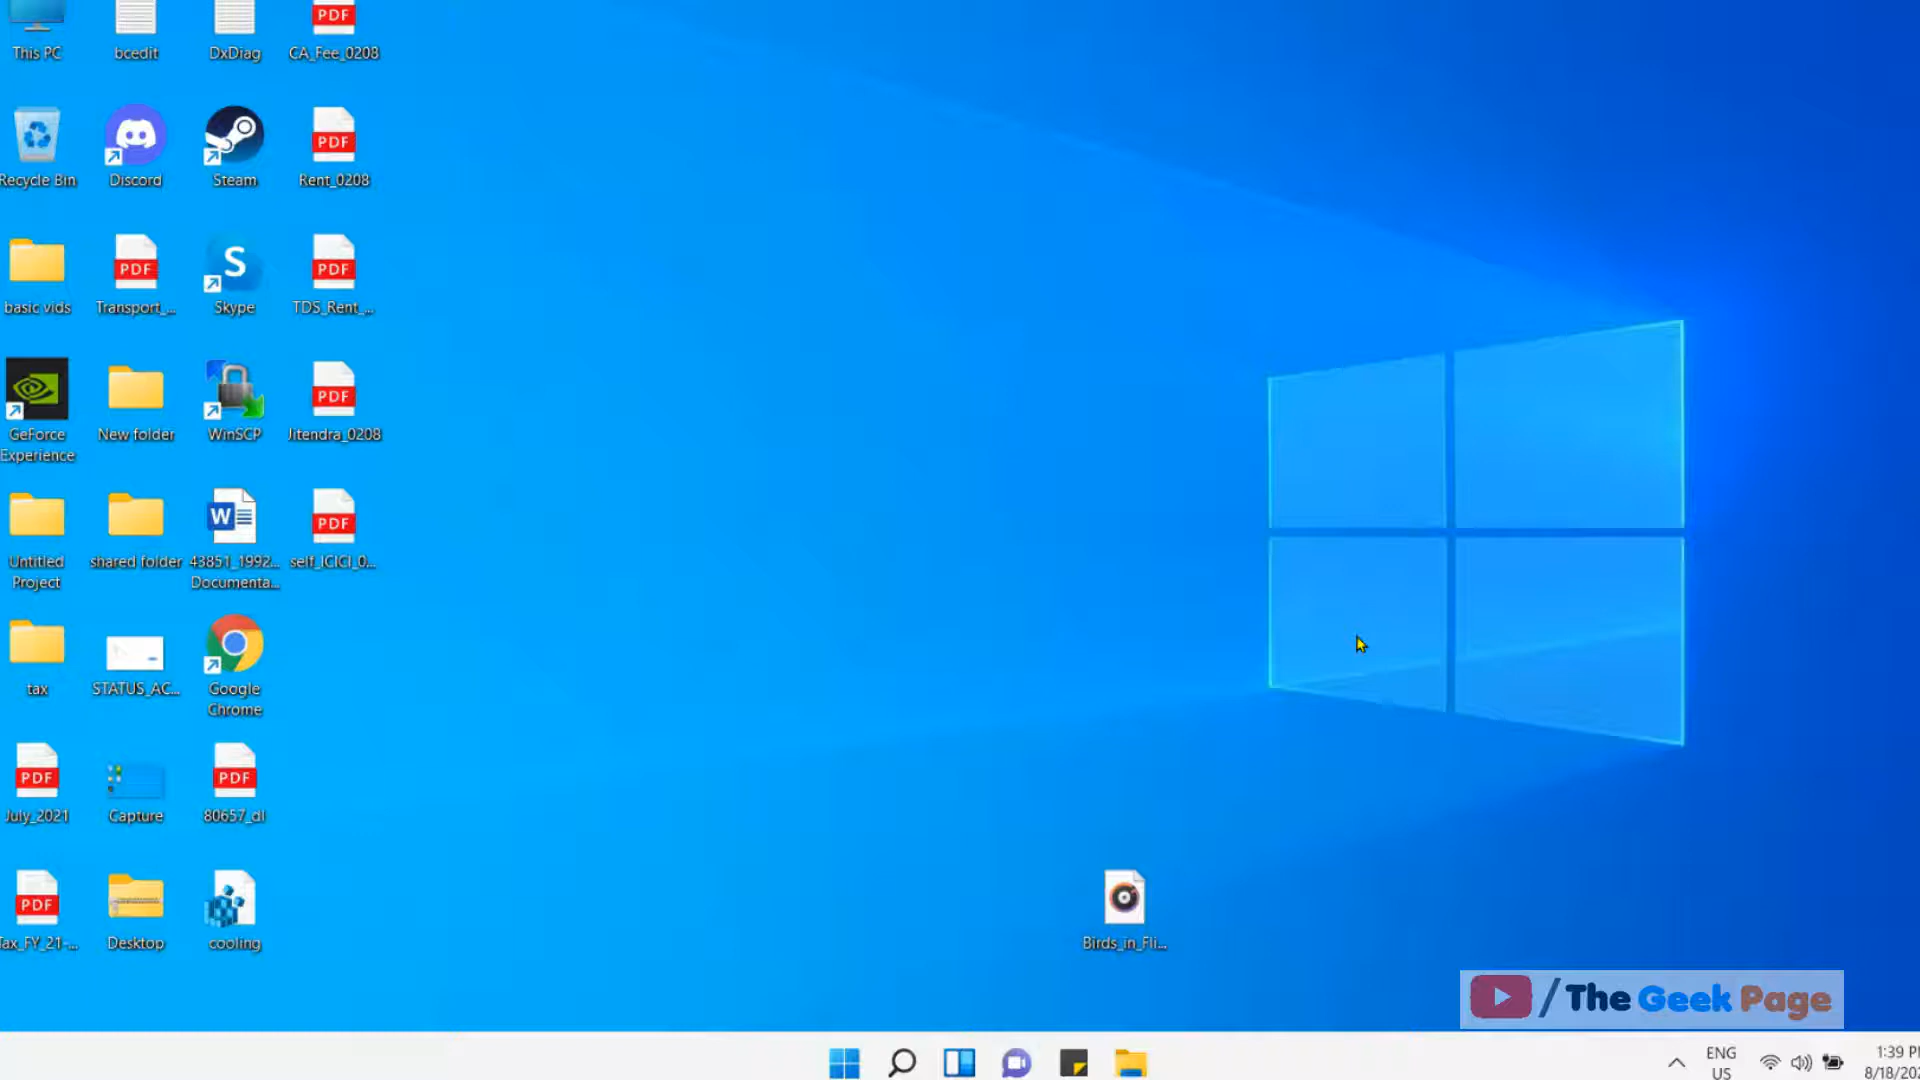 This PC
bcedit
DxDiag
PDF
CA_Fee_0208
Recycle Bin
Discord
Steam
PDF
Rent_0208
basic vids
PDF
Transport_...
S
Skype
PDF
TDS_Rent_...
GeForce
Experience
New folder
WinSCP
PDF
Jitendra_0208
Untitled
Project
shared folder
W
43851_1992...
Documenta...
PDF
self_ICICI_0...
tax
STATUS_AC...
Google
Chrome
PDF
July_2021
Capture
PDF
80657_dl
PDF
Tax_FY_21-...
Desktop
cooling
Birds_in_Fli...
/The Geek Page
ENG
US
1:39 P
8/18/202